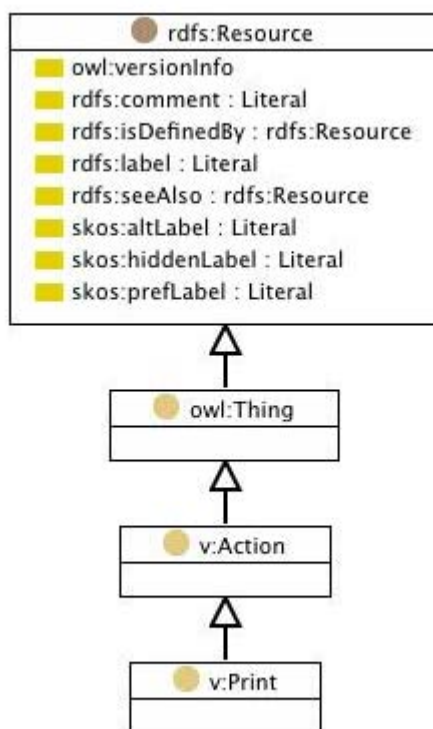 rdfs:Resource
owl:versionInfo
rdfs:comment : Literal
rdfs:isDefinedBy : rdfs:Resource
rdfs:label : Literal
rdfs:seeAlso : rdfs:Resource
skos:altLabel : Literal
skos:hiddenLabel : Literal
skos:prefLabel : Literal
owl:Thing
v:Action
v:Print